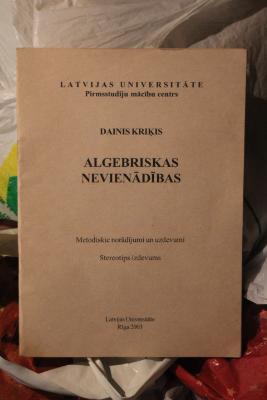 LATVIJAS UNIVERSITĀTE
Pirmsstudiju mācību centrs
DAINIS KRIĶIS
ALGEBRISKAS
NEVIENĀDĪBAS
Metodiskie norādījumi un uzdevumi
Stereotips izdevums
Latvijas Universitāte
Rīga 2003